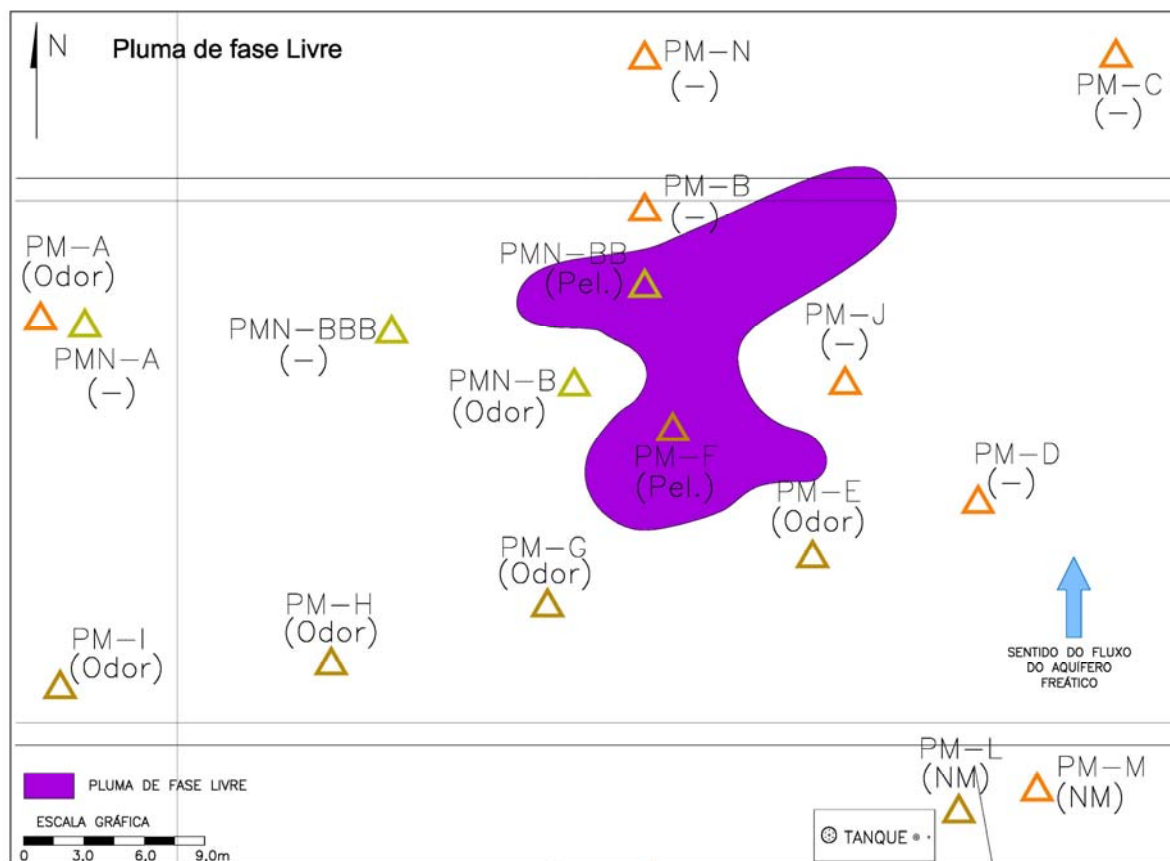 N
Pluma de fase Livre
PM-N
(-)
PM-C
(-)
PM-B
(-)
PM-A
(Odor)
PMN-BB
(Pel.)
PMN-A
(-)
PMN-BBB
(-)
PM-J
(-)
PMN-B
(Odor)
PM-F
(Pel.)
PM-D
(-)
PM-E
(Odor)
PM-G
(Odor)
PM-H
(Odor)
PM-I
(Odor)
SENTIDO DO FLUXO
DO AQUÍFERO
FREÁTICO
PM-L
(NM)
PM-M
(NM)
PLUMA DE FASE LIVRE
ESCALA GRÁFICA
0 3.0 6.0 9.0m
TANQUE